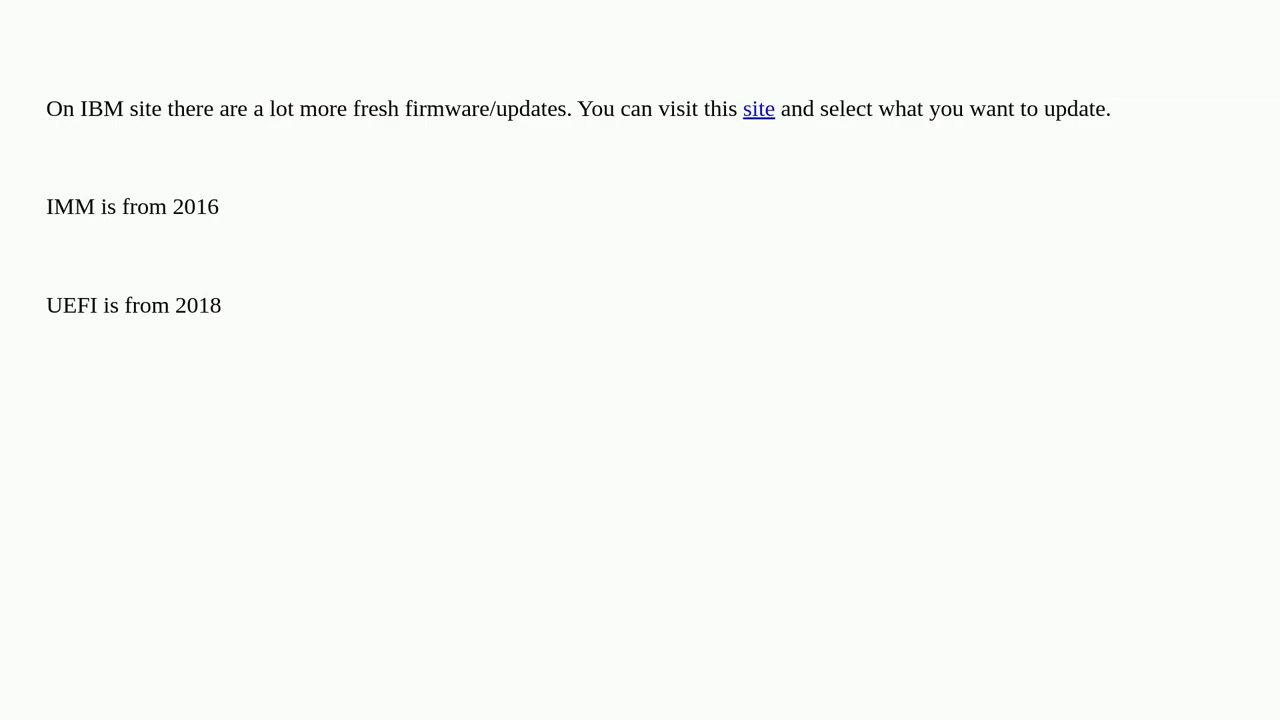 On IBM site there are a lot more fresh firmware/updates. You can visit this site and select what you want to update.
IMM is from 2016
UEFI is from 2018